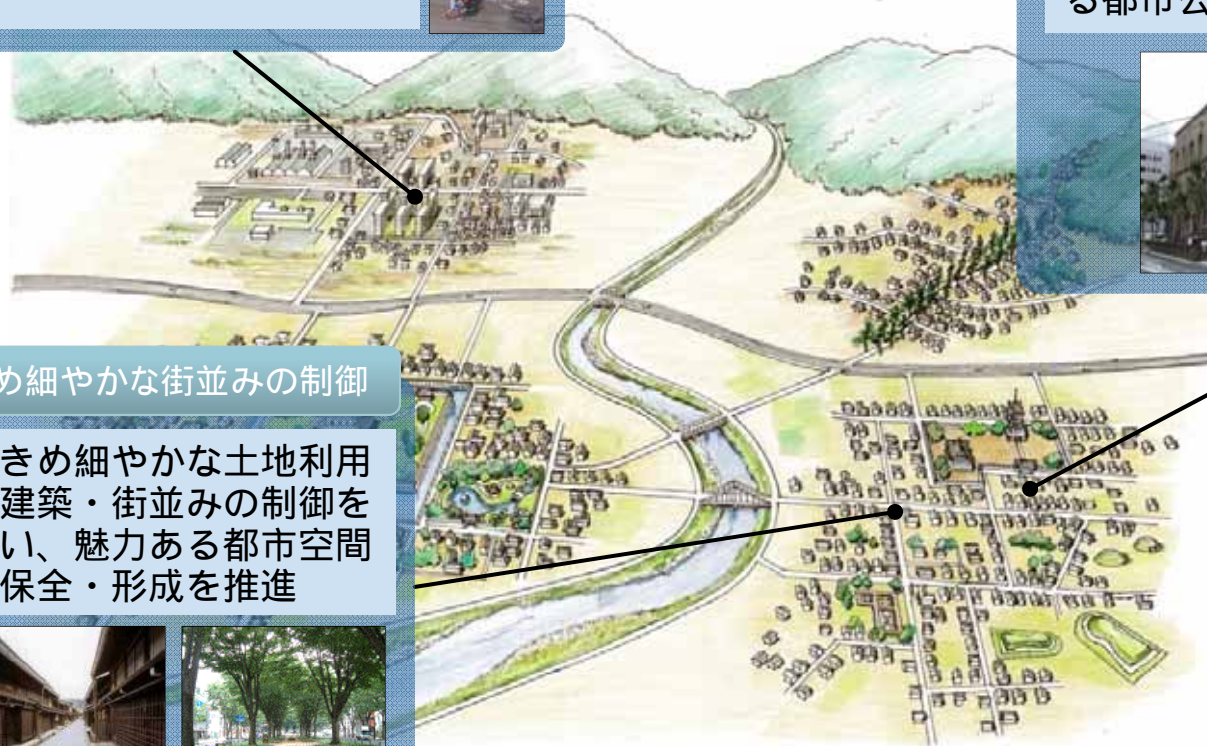 る都市公
め細やかな街並みの制御
きめ細やかな土地利用
建築・街並みの制御を
い、魅力ある都市空間
保全・形成を推進